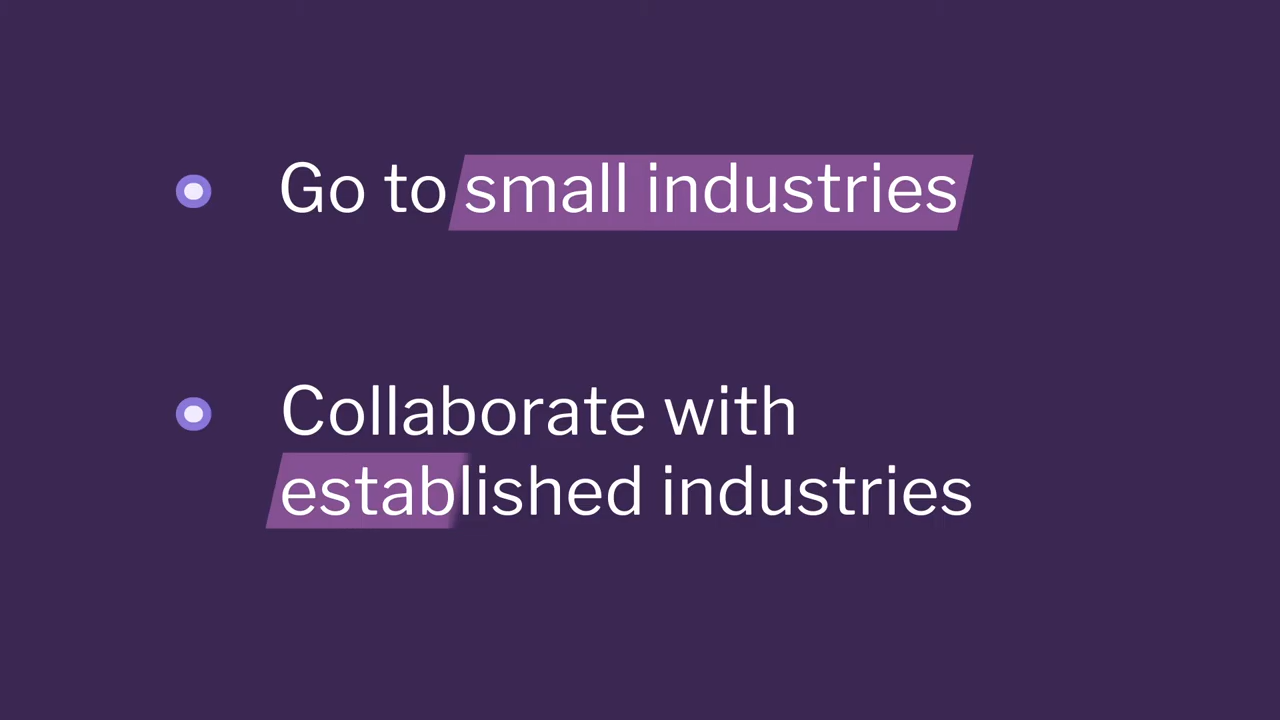 Go to small industries
Collaborate with
established industries